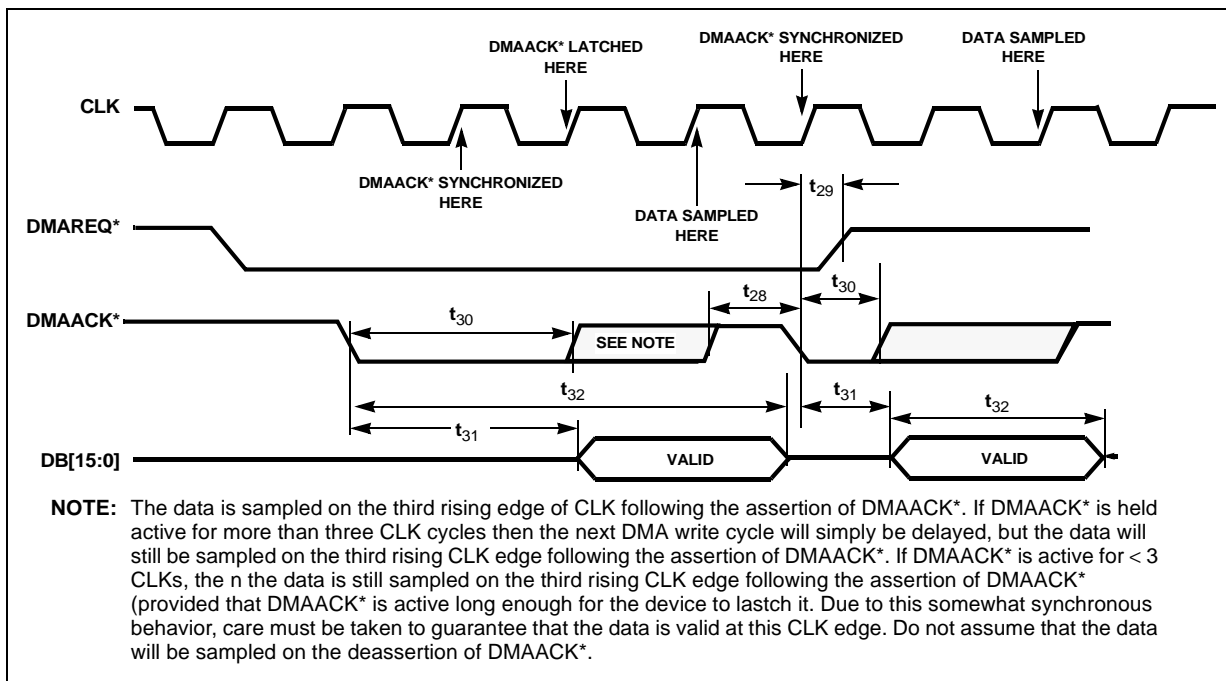 DMAACK* LATCHED
HERE
DMAACK* SYNCHRONIZED
HERE
DATA SAMPLED
HERE
CLK
DMAACK* SYNCHRONIZED
HERE
DATA SAMPLED
HERE
t29
DMAREQ*
t30
t28
t30
DMAACK*
SEE NOTE
t32
t31
t31
t32
DB[15:0]
VALID
VALID
NOTE: The data is sampled on the third rising edge of CLK following the assertion of DMAACK*. If DMAACK* is held
active for more than three CLK cycles then the next DMA write cycle will simply be delayed, but the data will
still be sampled on the third rising CLK edge following the assertion of DMAACK*. If DMAACK* is active for < 3
CLKs, the n the data is still sampled on the third rising CLK edge following the assertion of DMAACK*
(provided that DMAACK* is active long enough for the device to lastch it. Due to this somewhat synchronous
behavior, care must be taken to guarantee that the data is valid at this CLK edge. Do not assume that the data
will be sampled on the deassertion of DMAACK*.